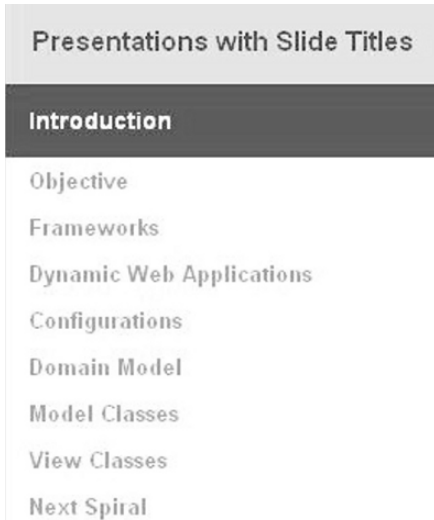 Presentations with Slide Titles
Introduction
Objective
Frameworks
Dynamic Web Applications
Configurations
Domain Model
Model Classes
View Classes
Next Spiral